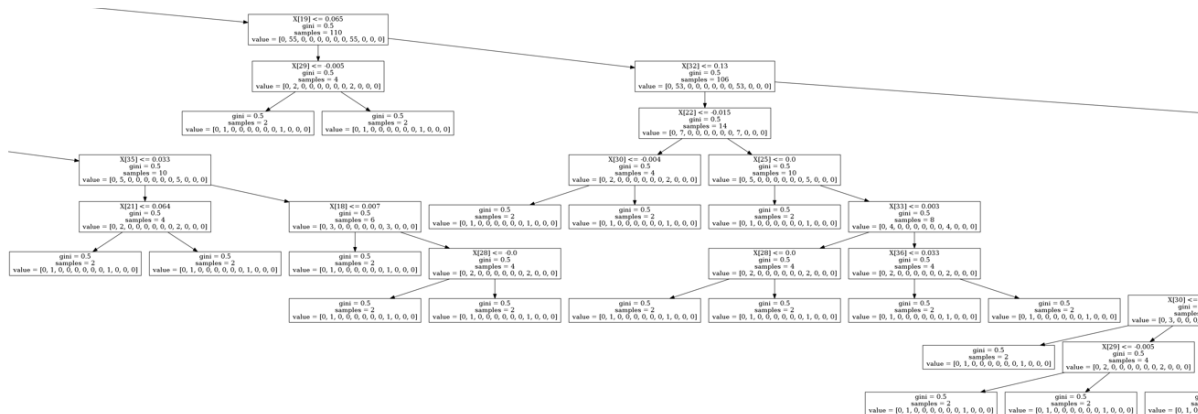 X[19] <= 0.065
gini = 0.5
samples = 110
value = [0, 55, 0, 0, 0, 0, 0, 0, 55, 0, 0, 0]
X[29] <= -0.005
gini = 0.5
samples = 4
value = [0, 2, 0, 0, 0, 0, 0, 0, 2, 0, 0, 0]
X[32] <= 0.13
gini = 0.5
samples = 106
value = [0, 53, 0, 0, 0, 0, 0, 0, 53, 0, 0, 0]
gini = 0.5
samples = 2
value = [0, 1, 0, 0, 0, 0, 0, 0, 1, 0, 0, 0]
gini = 0.5
samples = 2
value = [0, 1, 0, 0, 0, 0, 0, 0, 1, 0, 0, 0]
X[22] <= -0.015
gini = 0.5
samples = 14
value = [0, 7, 0, 0, 0, 0, 0, 0, 7, 0, 0, 0]
X[35] <= 0.033
gini = 0.5
samples = 10
value = [0, 5, 0, 0, 0, 0, 0, 0, 5, 0, 0, 0]
X[30] <= -0.004
gini = 0.5
samples = 4
value = [0, 2, 0, 0, 0, 0, 0, 0, 2, 0, 0, 0]
X[25] <= 0.0
gini = 0.5
samples = 10
value = [0, 5, 0, 0, 0, 0, 0, 0, 5, 0, 0, 0]
X[21] <= 0.064
gini = 0.5
samples = 4
value = [0, 2, 0, 0, 0, 0, 0, 0, 2, 0, 0, 0]
X[18] <= 0.007
gini = 0.5
samples = 6
value = [0, 3, 0, 0, 0, 0, 0, 0, 3, 0, 0, 0]
gini = 0.5
samples = 2
value = [0, 1, 0, 0, 0, 0, 0, 0, 1, 0, 0, 0]
gini = 0.5
samples = 2
value = [0, 1, 0, 0, 0, 0, 0, 0, 1, 0, 0, 0]
gini = 0.5
samples = 2
value = [0, 1, 0, 0, 0, 0, 0, 0, 1, 0, 0, 0]
X[33] <= 0.003
gini = 0.5
samples = 8
value = [0, 4, 0, 0, 0, 0, 0, 0, 4, 0, 0, 0]
gini = 0.5
samples = 2
value = [0, 1, 0, 0, 0, 0, 0, 0, 1, 0, 0, 0]
gini = 0.5
samples = 2
value = [0, 1, 0, 0, 0, 0, 0, 0, 1, 0, 0, 0]
gini = 0.5
samples = 2
value = [0, 1, 0, 0, 0, 0, 0, 0, 1, 0, 0, 0]
X[28] <= -0.0
gini = 0.5
samples = 4
value = [0, 2, 0, 0, 0, 0, 0, 0, 2, 0, 0, 0]
X[28] <= 0.0
gini = 0.5
samples = 4
value = [0, 2, 0, 0, 0, 0, 0, 0, 2, 0, 0, 0]
X[36] <= 0.033
gini = 0.5
samples = 4
value = [0, 2, 0, 0, 0, 0, 0, 0, 2, 0, 0, 0]
gini = 0.5
samples = 2
value = [0, 1, 0, 0, 0, 0, 0, 0, 1, 0, 0, 0]
gini = 0.5
samples = 2
value = [0, 1, 0, 0, 0, 0, 0, 0, 1, 0, 0, 0]
gini = 0.5
samples = 2
value = [0, 1, 0, 0, 0, 0, 0, 0, 1, 0, 0, 0]
gini = 0.5
samples = 2
value = [0, 1, 0, 0, 0, 0, 0, 0, 1, 0, 0, 0]
gini = 0.5
samples = 2
value = [0, 1, 0, 0, 0, 0, 0, 0, 1, 0, 0, 0]
gini = 0.5
samples = 2
value = [0, 1, 0, 0, 0, 0, 0, 0, 1, 0, 0, 0]
X[30] <=
gini =
value = [0, 3, 0, 0, 0,
gini = 0.5
samples = 2
value = [0, 1, 0, 0, 0, 0, 0, 0, 1, 0, 0, 0]
X[29] <= -0.005
gini = 0.5
samples = 4
value = [0, 2, 0, 0, 0, 0, 0, 0, 2, 0, 0, 0]
gini = 0.5
samples = 2
value = [0, 1, 0, 0, 0, 0, 0, 0, 1, 0, 0, 0]
gini = 0.5
samples = 2
value = [0, 1, 0, 0, 0, 0, 0, 0, 1, 0, 0, 0]
value = [0, 1, 0,